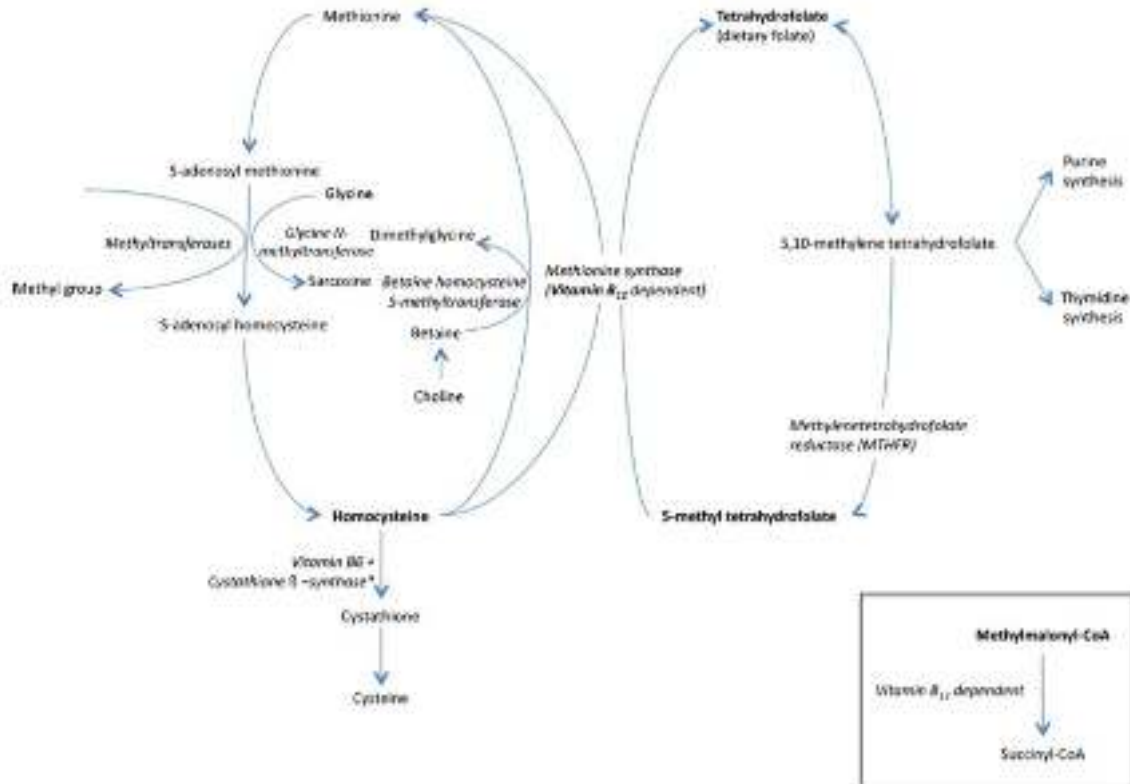 Methionine
Tetrahydrofolate
(dietary folate)
S-adenosyl methionine
Glycine
Purine
synthesis
Methyltransferases
Glycine N-
methyltransferase
Dimethylglycine
5,10-methylene tetrahydrofolate
Methyl group
Sarcosine
Betaine homocysteine
S-methyltransferase
Methionine synthase
(Vitamin B12 dependent)
S-adenosyl homocysteine
Betaine
Thymidine
synthesis
Choline
Methylenetetrahydrofolate
reductase (MTHFR)
Homocysteine
5-methyl tetrahydrofolate
Vitamin B6 +
Cystathione β –synthase*
Cystathione
Cysteine
Methylmalonyl-CoA
Vitamin B12 dependent
Succinyl-CoA